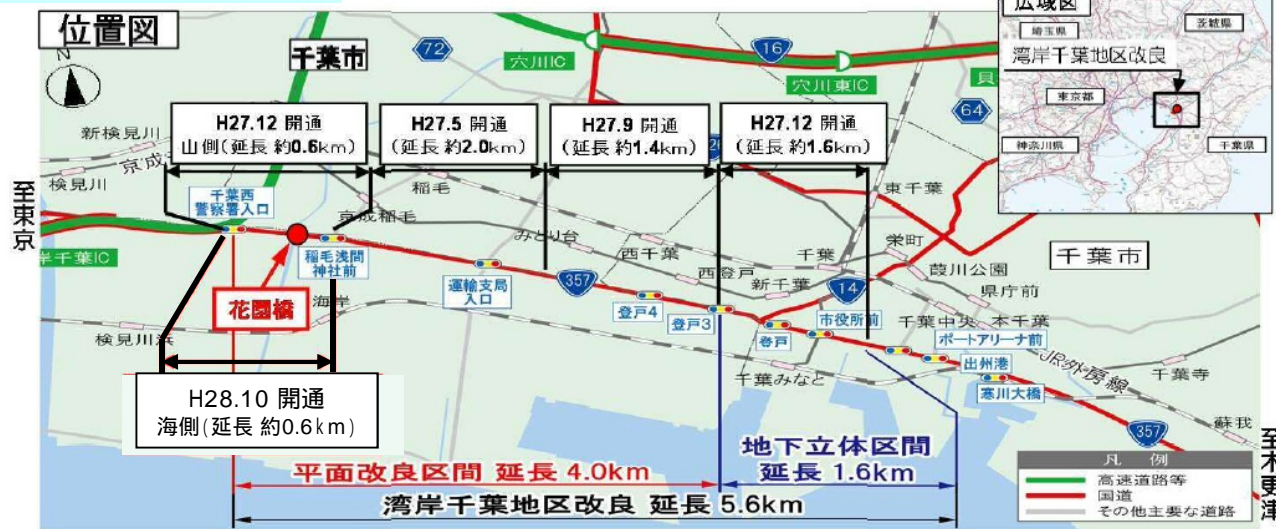 位置図
N
千葉市
72
穴川IC
16
穴川東IC
貝
64
広域図
茨城県
埼玉県
湾岸千葉地区改良
東京都
神奈川県
千葉県
H27.12 開通
山側(延長 約0.6km)
H27.5 開通
(延長 約2.0km)
H27.9 開通
(延長 約1.4km)
H27.12 開通
(延長 約1.6km)
新検見川
京成
検見川
稲毛
東千葉
至東京
千葉西
警察署入口
京成稲毛
みどり台
西千葉
千葉
栄町
千葉市
岸千葉IC
稲毛浅間
神社前
運輸支局
入口
357
西登戸
新千葉
14
葭川公園
県庁前
花園橋
海岸
登戸4
登戸3
登戸
市役所前
千葉中央
本千葉
ポートアリーナ前
検見川浜
千葉みなと
出洲港
JR外房線
千葉寺
寒川大橋
H28.10 開通
海側(延長 約0.6km)
357
蘇我
至木更津
平面改良区間 延長 4.0km
地下立体区間
延長 1.6km
湾岸千葉地区改良 延長 5.6km
凡 例
高速道路等
国道
その他主要な道路